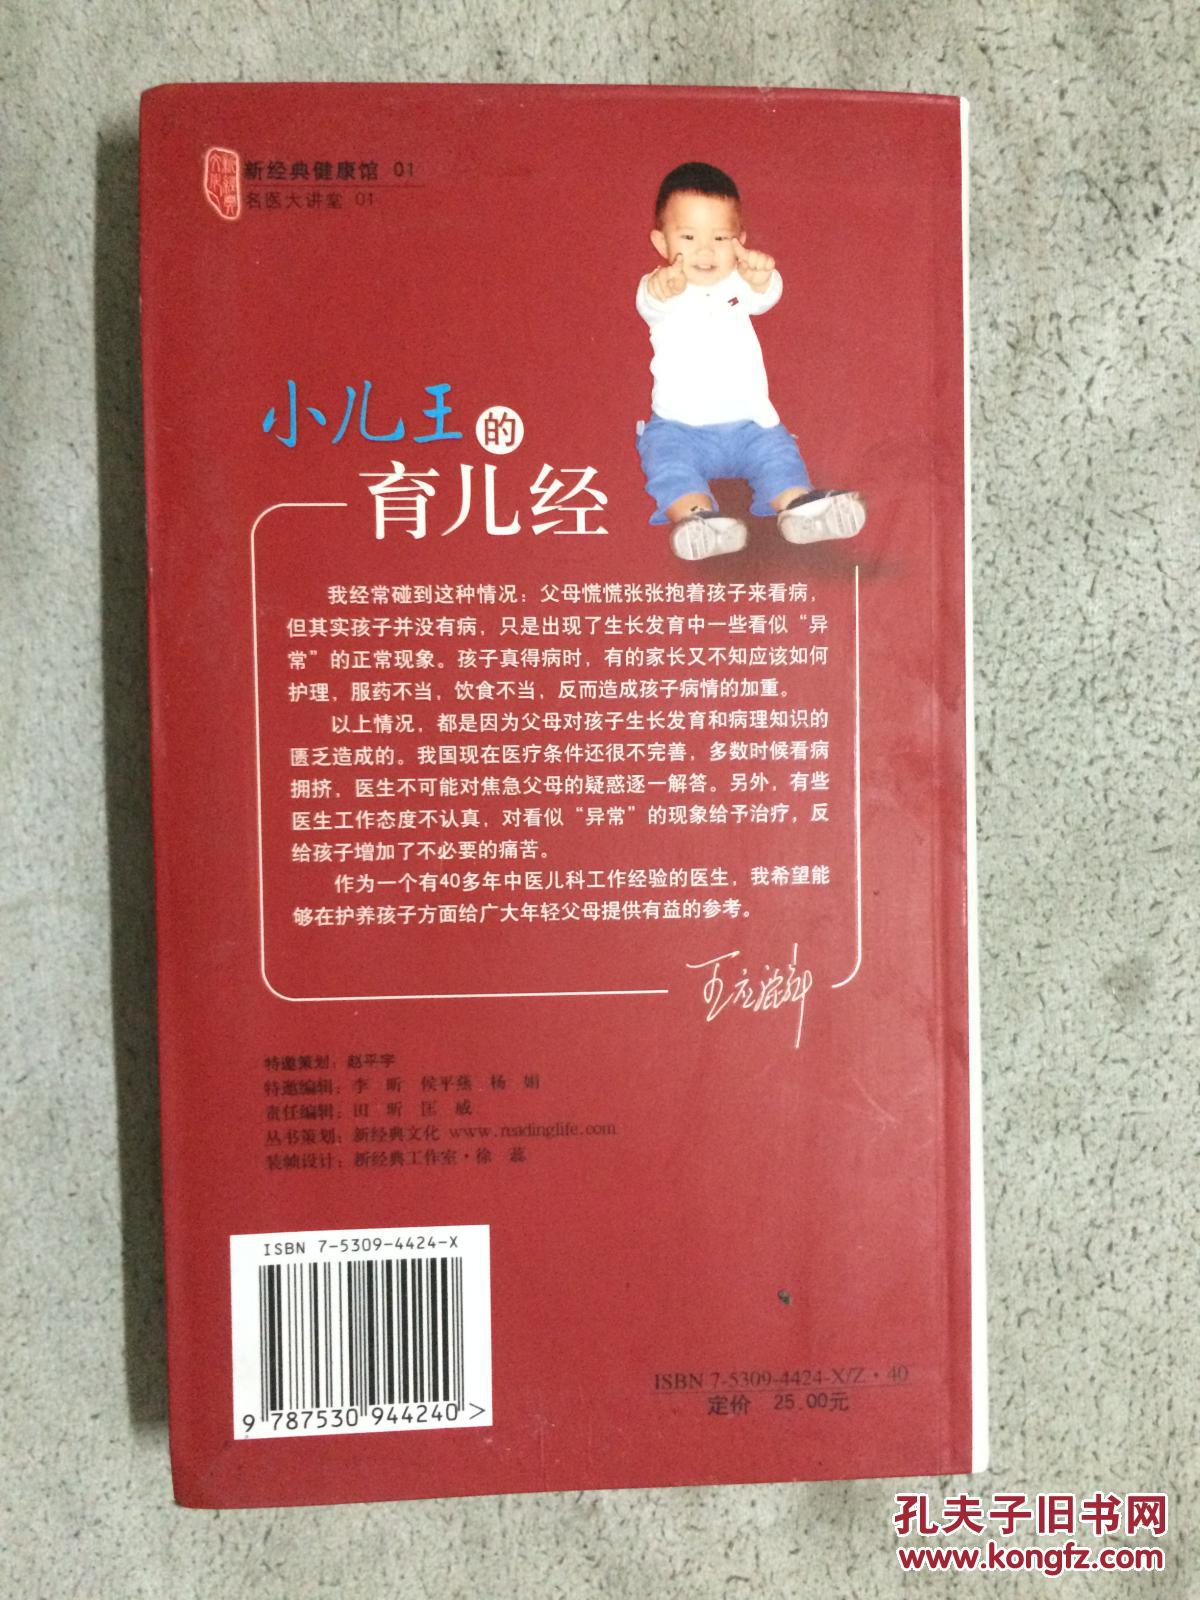 新经典文化
新经典健康馆 01
名医大讲堂 01
小儿王的
育儿经
我经常碰到这种情况：父母慌慌张张抱着孩子来看病，
但其实孩子并没有病，只是出现了生长发育中一些看似“异
常”的正常现象。孩子真得病时，有的家长又不知应该如何
护理，服药不当，饮食不当，反而造成孩子病情的加重。
以上情况，都是因为父母对孩子生长发育和病理知识的
匮乏造成的。我国现在医疗条件还很不完善，多数时候看病
拥挤，医生不可能对焦急父母的疑惑逐一解答。另外，有些
医生工作态度不认真，对看似“异常”的现象给予治疗，反
给孩子增加了不必要的痛苦。
作为一个有40多年中医儿科工作经验的医生，我希望能
够在护养孩子方面给广大年轻父母提供有益的参考。
王应麟
特邀策划：赵平宇
特邀编辑：李 昕 侯平燕 杨 娟
责任编辑：田 昕 匡 威
丛书策划：新经典文化 www.readinglife.com
装帧设计：新经典工作室·徐 蕊
ISBN 7-5309-4424-X
9 787530 944240 >
ISBN 7-5309-4424-X/Z·40
定价 25.00元
孔夫子旧书网
www.kongfz.com